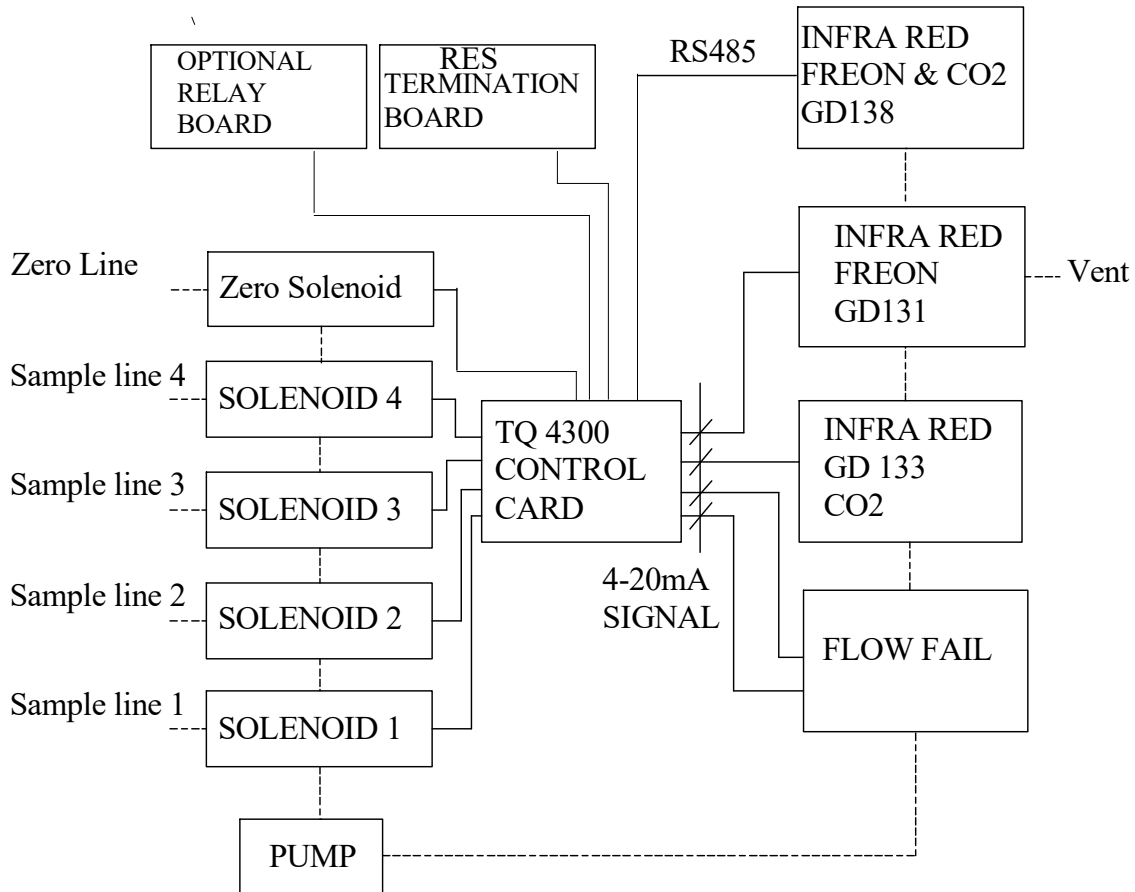 \
OPTIONAL
RELAY
BOARD
RES
TERMINATION
BOARD
RS485
INFRA RED
FREON & CO2
GD138
Zero Line
Zero Solenoid
INFRA RED
FREON
GD131
Vent
Sample line 4
SOLENOID 4
TQ 4300
CONTROL
CARD
INFRA RED
GD 133
CO2
Sample line 3
SOLENOID 3
4-20mA
SIGNAL
Sample line 2
SOLENOID 2
FLOW FAIL
Sample line 1
SOLENOID 1
PUMP